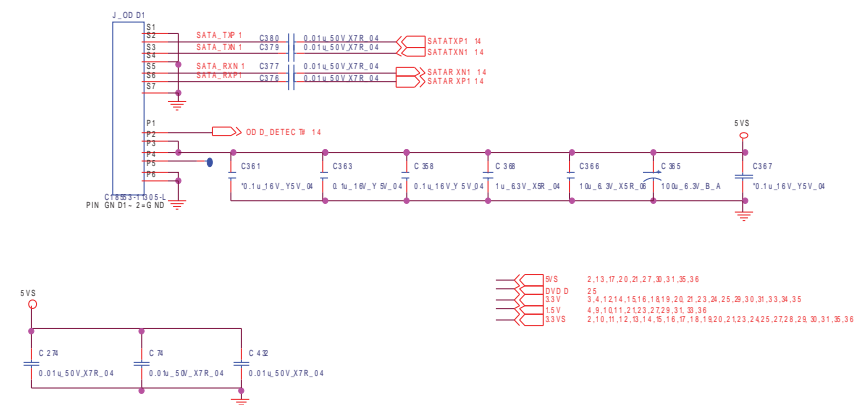 J_ODD1
S1
S2
S3
S4
S5
S6
S7
SATA_TXP1 C380 0.01u_50V_X7R_04 SATATXP1 14
SATA_TXN1 C379 0.01u_50V_X7R_04 SATATXN1 14
SATA_RXN1 C377 0.01u_50V_X7R_04 SATARXN1 14
SATA_RXP1 C376 0.01u_50V_X7R_04 SATARXP1 14
P1
P2
P3
P4
P5
P6
ODD_DETECT# 14
5VS
C18553-11305-L
PIN GND1~2=GND
C361
*0.1u_16V_Y5V_04
C363
0.1u_16V_Y5V_04
C358
0.1u_16V_Y5V_04
C368
1u_6.3V_X5R_04
C366
10u_6.3V_X5R_06
C365
100u_6.3V_B_A
C367
*0.1u_16V_Y5V_04
5VS
C274
0.01u_50V_X7R_04
C74
0.01u_50V_X7R_04
C432
0.01u_50V_X7R_04
5VS 2,13,17,20,21,27,30,31,35,36
DVDD 25
3.3V 3,4,12,14,15,16,18,19,20,21,23,24,25,29,30,31,33,34,35
1.5V 4,9,10,11,21,23,27,29,31,33,36
3.3VS 2,10,11,12,13,14,15,16,17,18,19,20,21,23,24,25,27,28,29,30,31,35,36